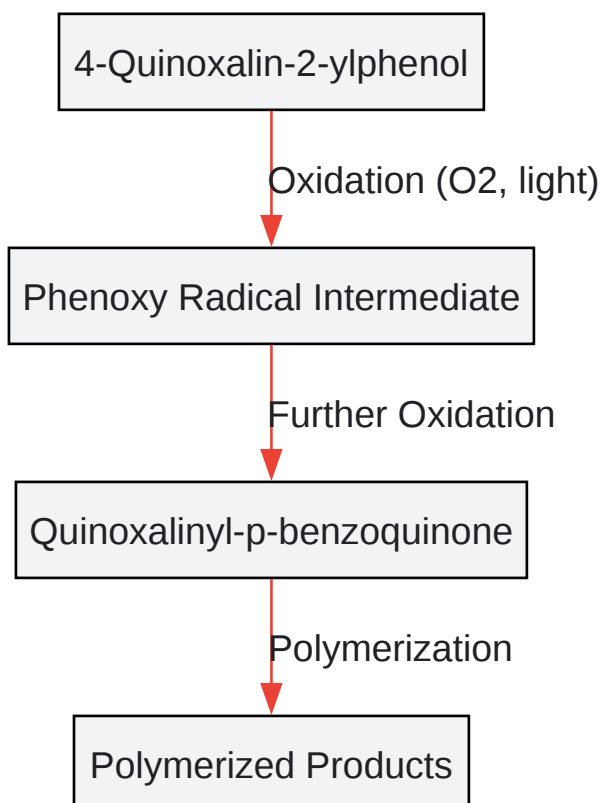 4-Quinoxalin-2-ylphenol
Oxidation (O2, light)
Phenoxy Radical Intermediate
Further Oxidation
Quinoxalinyl-p-benzoquinone
Polymerization
Polymerized Products